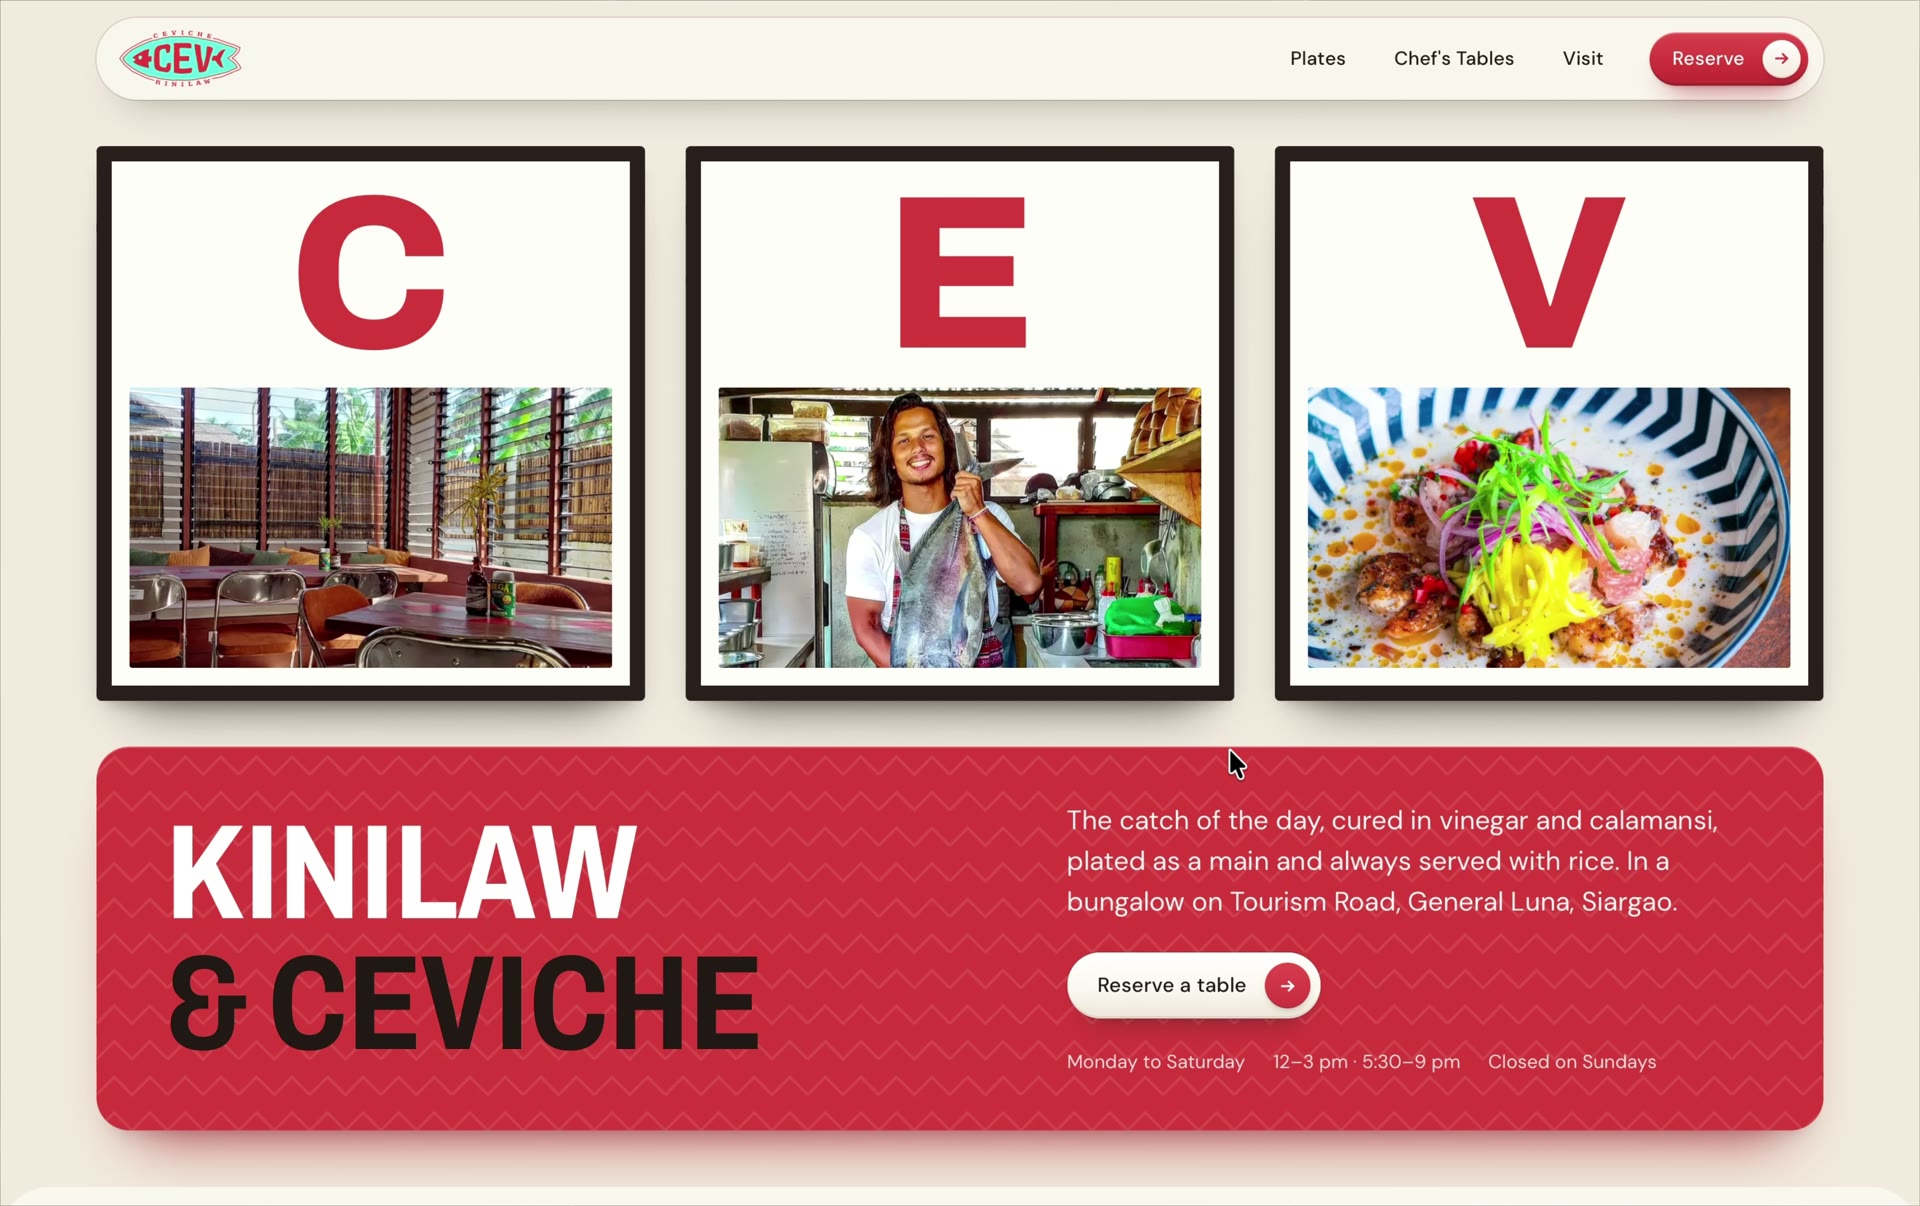 CEVICHE
CEV
KINILAW
Plates
Chef's Tables
Visit
Reserve
C
E
V
KINILAW
& CEVICHE
The catch of the day, cured in vinegar and calamansi,
plated as a main and always served with rice. In a
bungalow on Tourism Road, General Luna, Siargao.
Reserve a table
Monday to Saturday
12–3 pm · 5:30–9 pm
Closed on Sundays